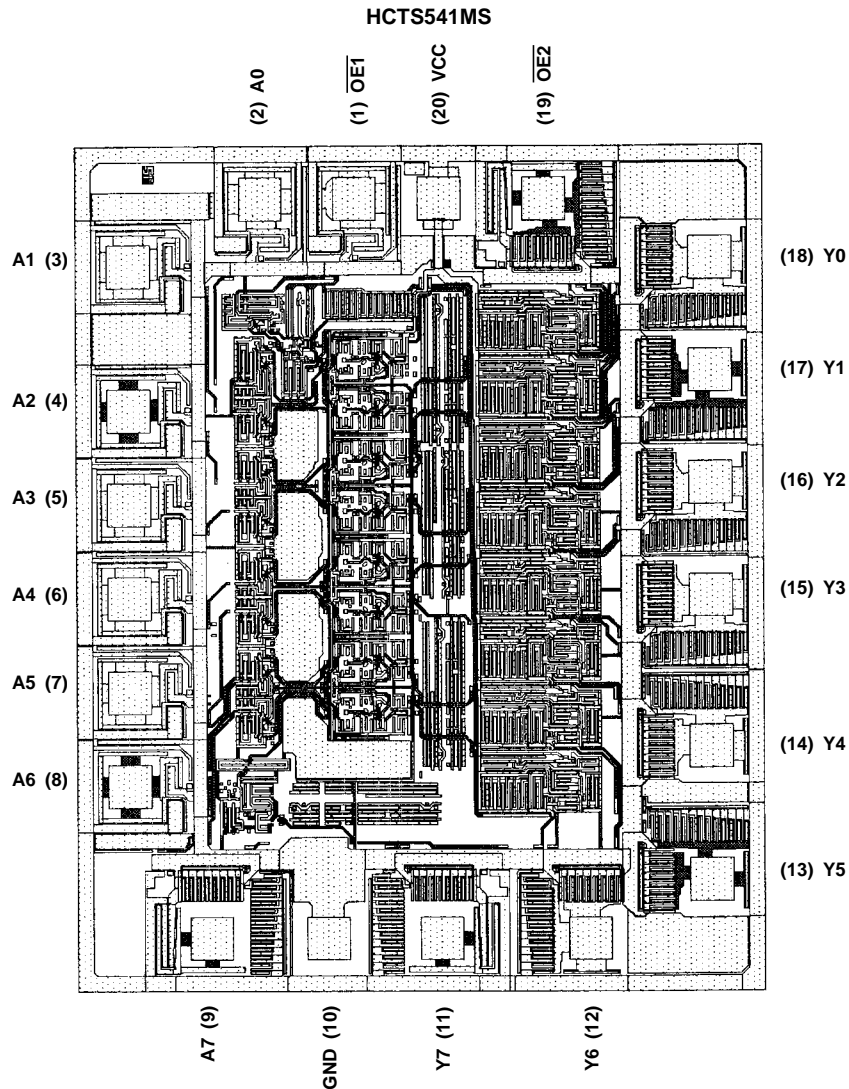 HCTS541MS
(2) A0
(1) OE1
(20) VCC
(19) OE2
A1 (3)
A2 (4)
A3 (5)
A4 (6)
A5 (7)
A6 (8)
(18) Y0
(17) Y1
(16) Y2
(15) Y3
(14) Y4
(13) Y5
A7 (9)
GND (10)
Y7 (11)
Y6 (12)